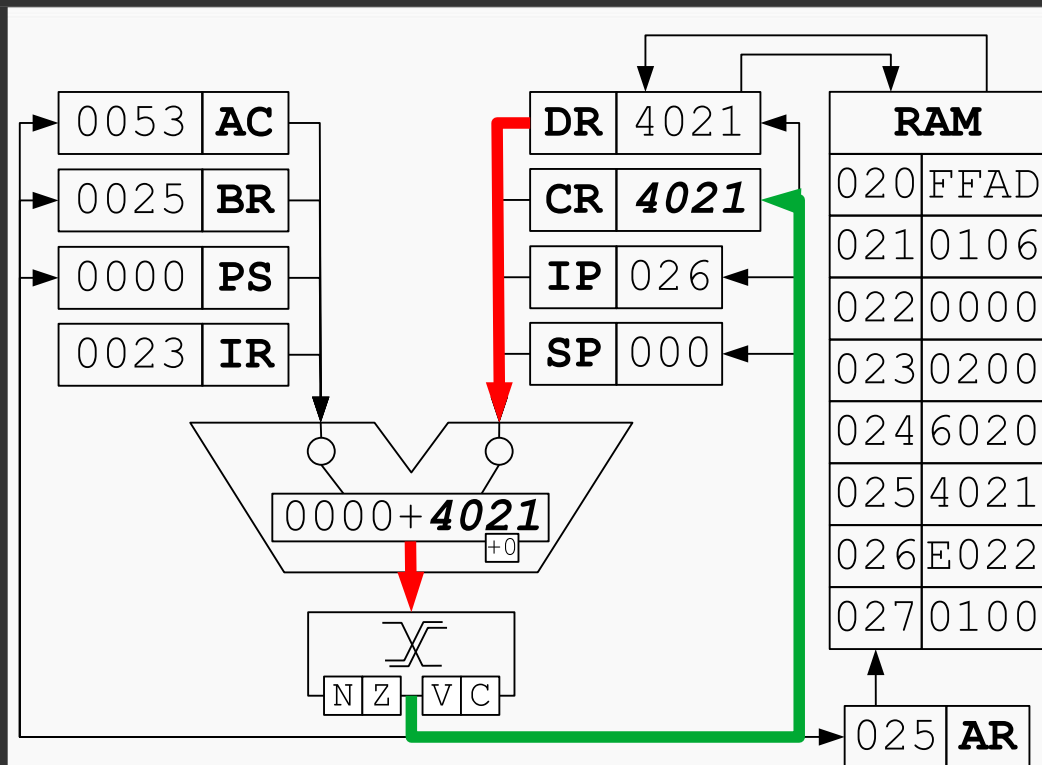 0053 AC
0025 BR
0000 PS
0023 IR
DR 4021
CR 4021
IP 026
SP 000
RAM
020 FFAD
021 0106
022 0000
023 0200
024 6020
025 4021
026 E022
027 0100
0000+4021
+0
N Z V C
025 AR